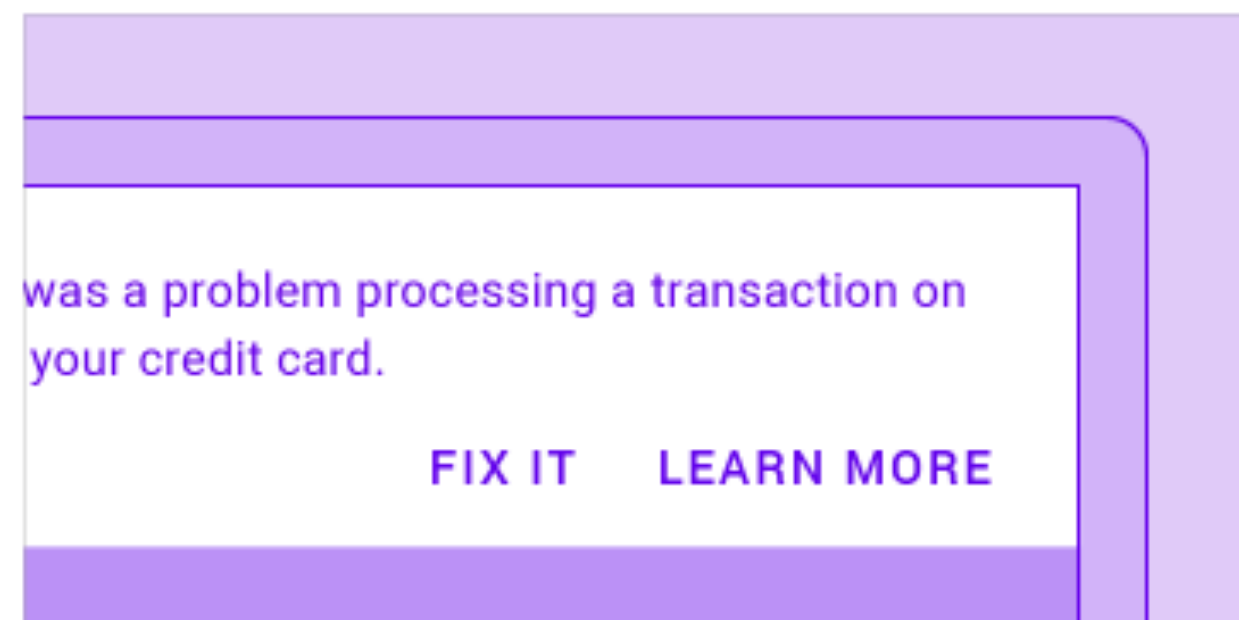 was a problem processing a transaction on
your credit card.
FIX IT LEARN MORE